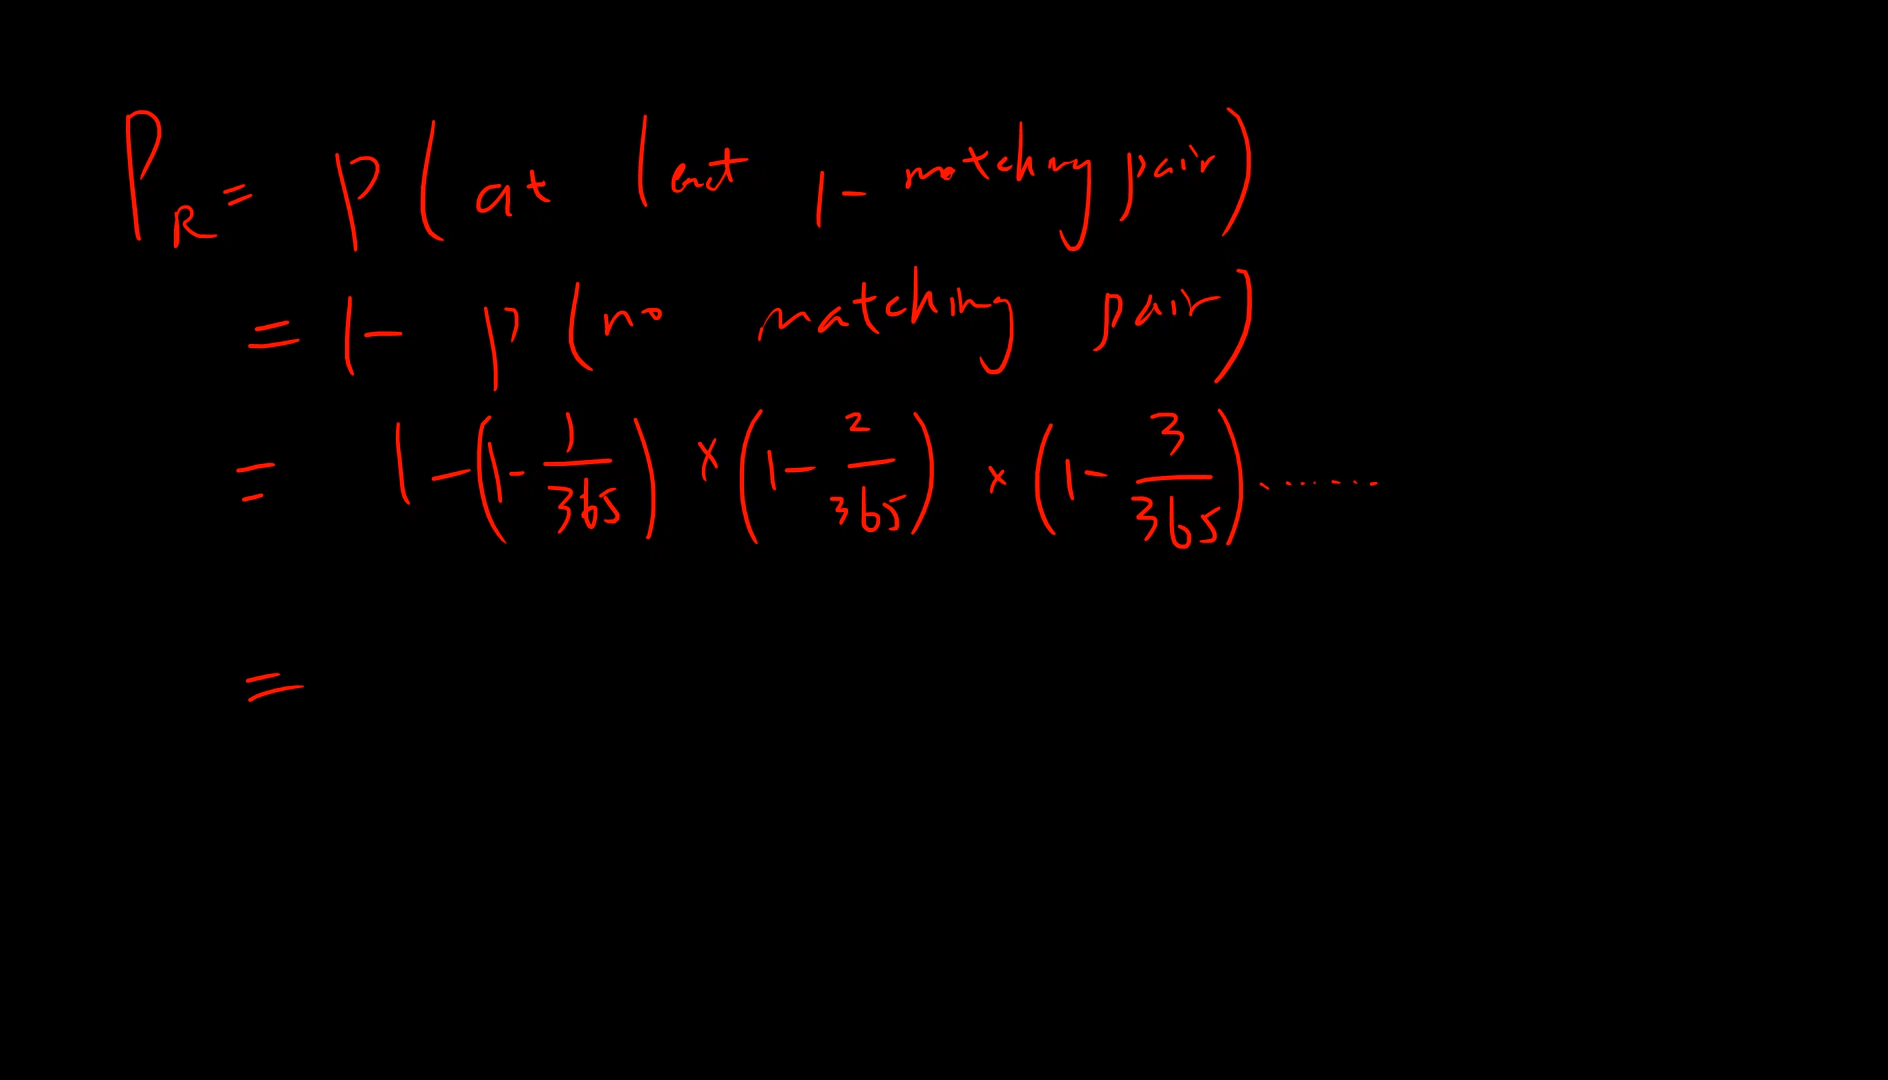 P_R = P(at least 1 - matching pair)
= 1 - P(no matching pair)
= 1 - (1 - 1/365) × (1 - 2/365) × (1 - 3/365) .......
=